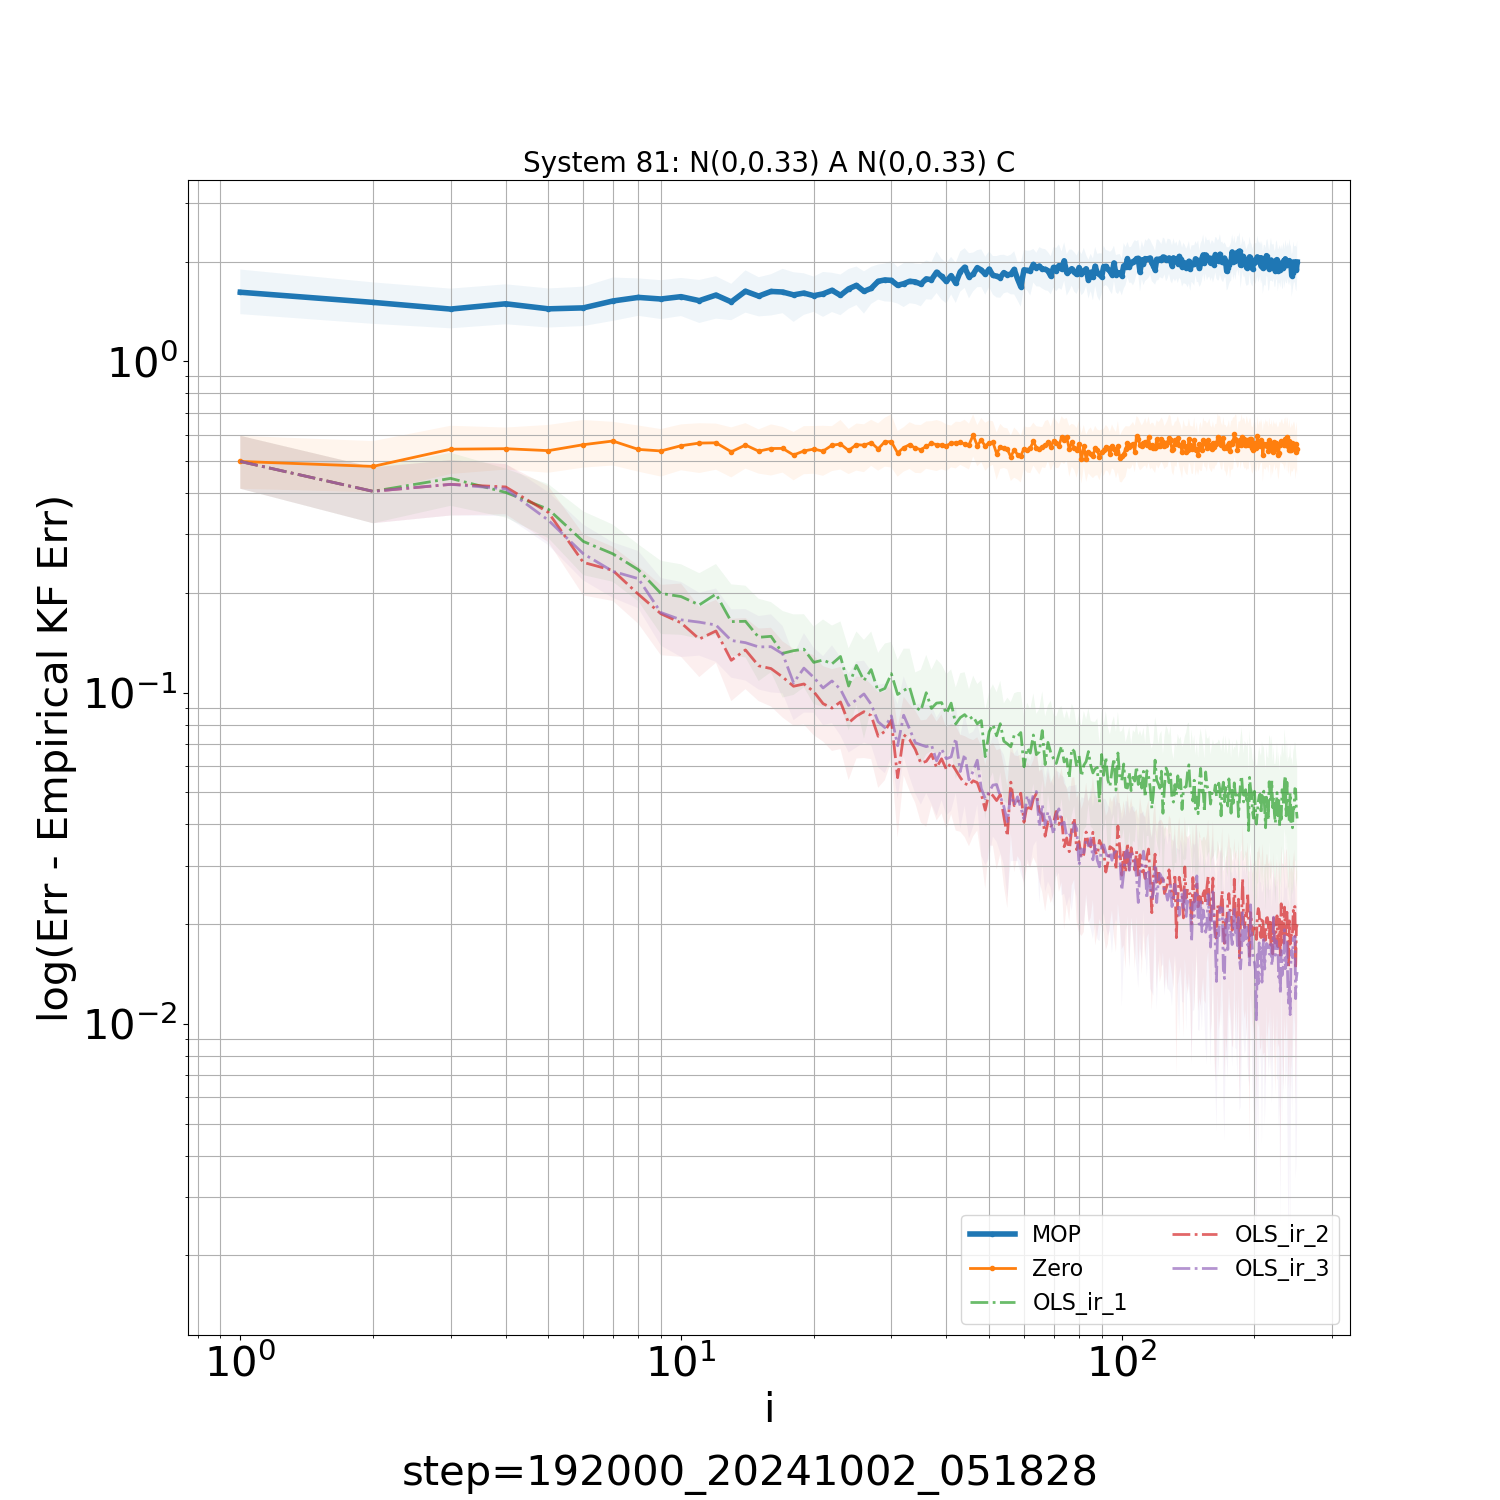 System 81: N(0,0.33) A N(0,0.33) C
log(Err - Empirical KF Err)
10⁰
10⁻¹
10⁻²
MOP
Zero
OLS_ir_1
OLS_ir_2
OLS_ir_3
10⁰ 10¹ 10²
i
step=192000_20241002_051828